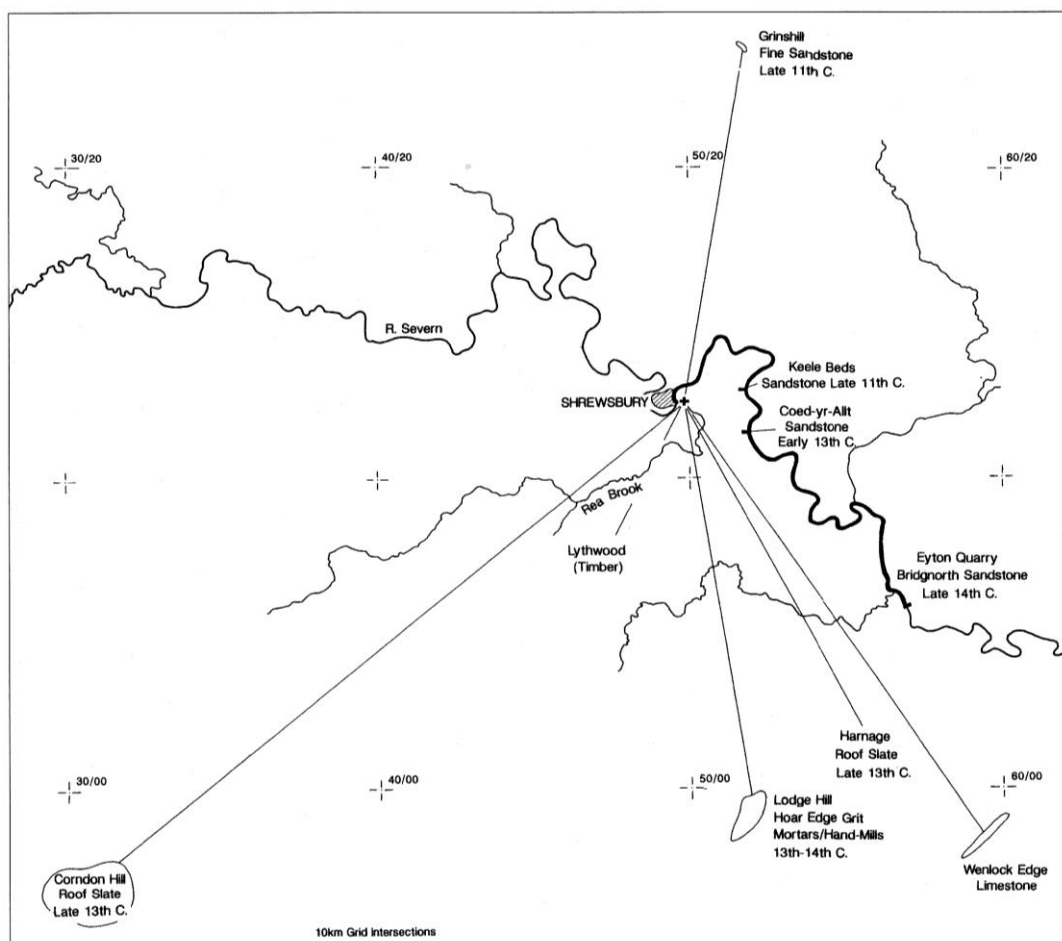 Grinshill
Fine Sandstone
Late 11th C.
30/20
40/20
50/20
60/20
R. Severn
Keele Beds
Sandstone Late 11th C.
SHREWSBURY
Coed-yr-Allt
Sandstone
Early 13th C.
Rea Brook
Lythwood
(Timber)
Eyton Quarry
Bridgnorth Sandstone
Late 14th C.
Harnage
Roof Slate
Late 13th C.
30/00
40/00
50/00
60/00
Lodge Hill
Hoar Edge Grit
Mortars/Hand-Mills
13th-14th C.
Wenlock Edge
Limestone
Corndon Hill
Roof Slate
Late 13th C.
10km Grid Intersections